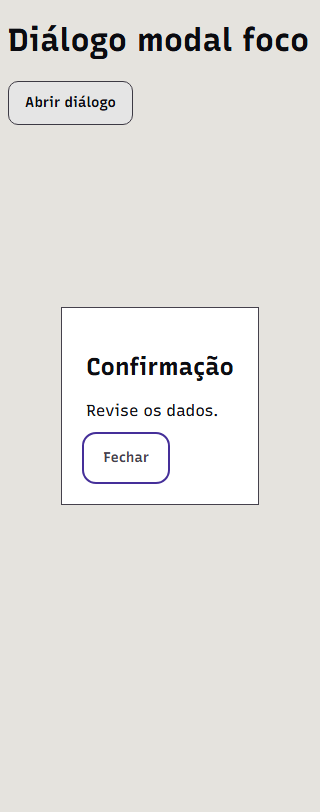 Diálogo modal foco
Abrir diálogo
Confirmação
Revise os dados.
Fechar